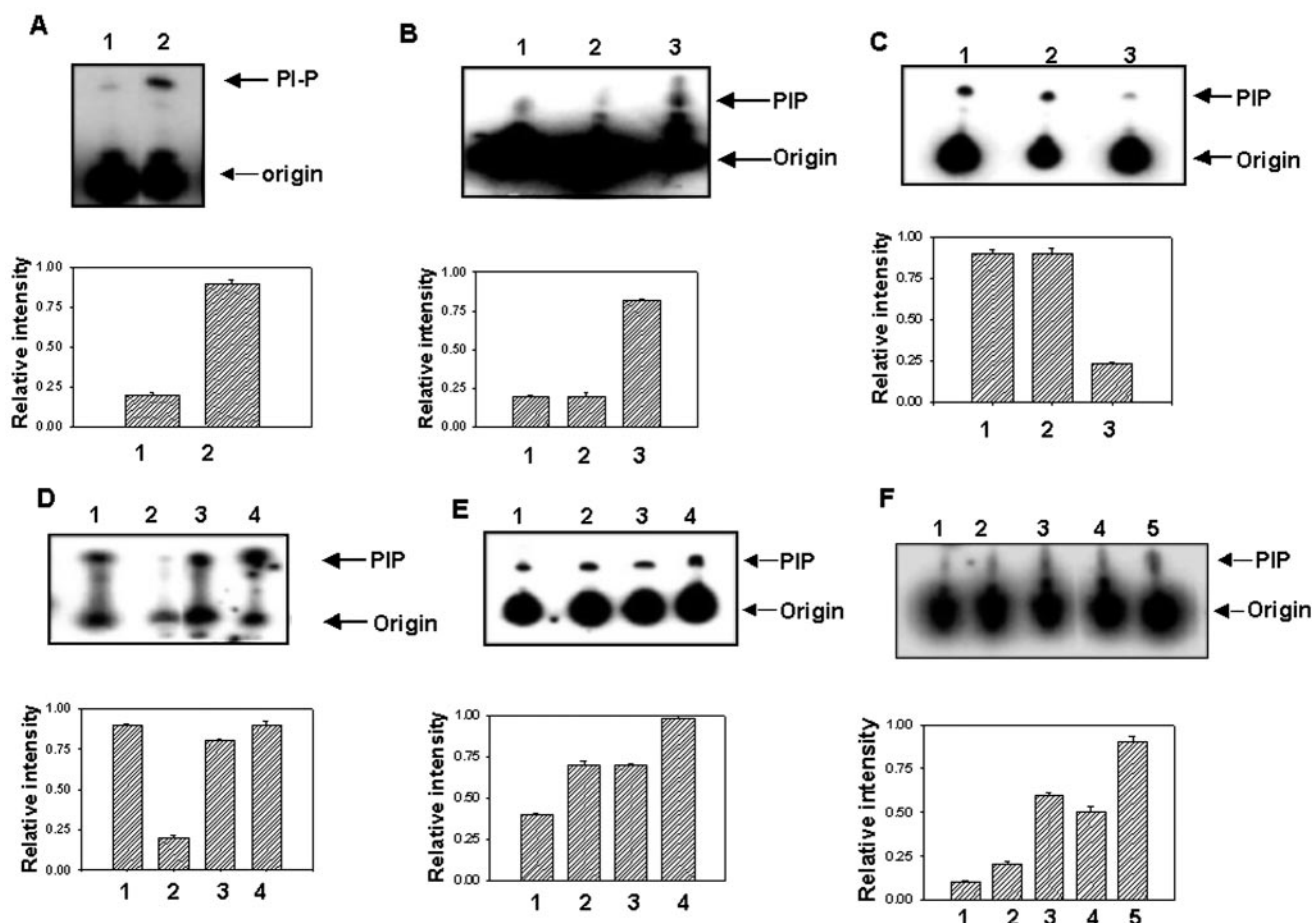 A
1 2
PI-P
origin
Relative intensity
1.00
0.75
0.50
0.25
0.00
1 2
B
1 2 3
PIP
Origin
Relative intensity
1.00
0.75
0.50
0.25
0.00
1 2 3
C
1 2 3
PIP
Origin
Relative intensity
1.00
0.75
0.50
0.25
0.00
1 2 3
D
1 2 3 4
PIP
Origin
Relative intensity
1.00
0.75
0.50
0.25
0.00
1 2 3 4
E
1 2 3 4
PIP
Origin
Relative intensity
1.00
0.75
0.50
0.25
0.00
1 2 3 4
F
1 2 3 4 5
PIP
Origin
Relative intensity
1.00
0.75
0.50
0.25
0.00
1 2 3 4 5